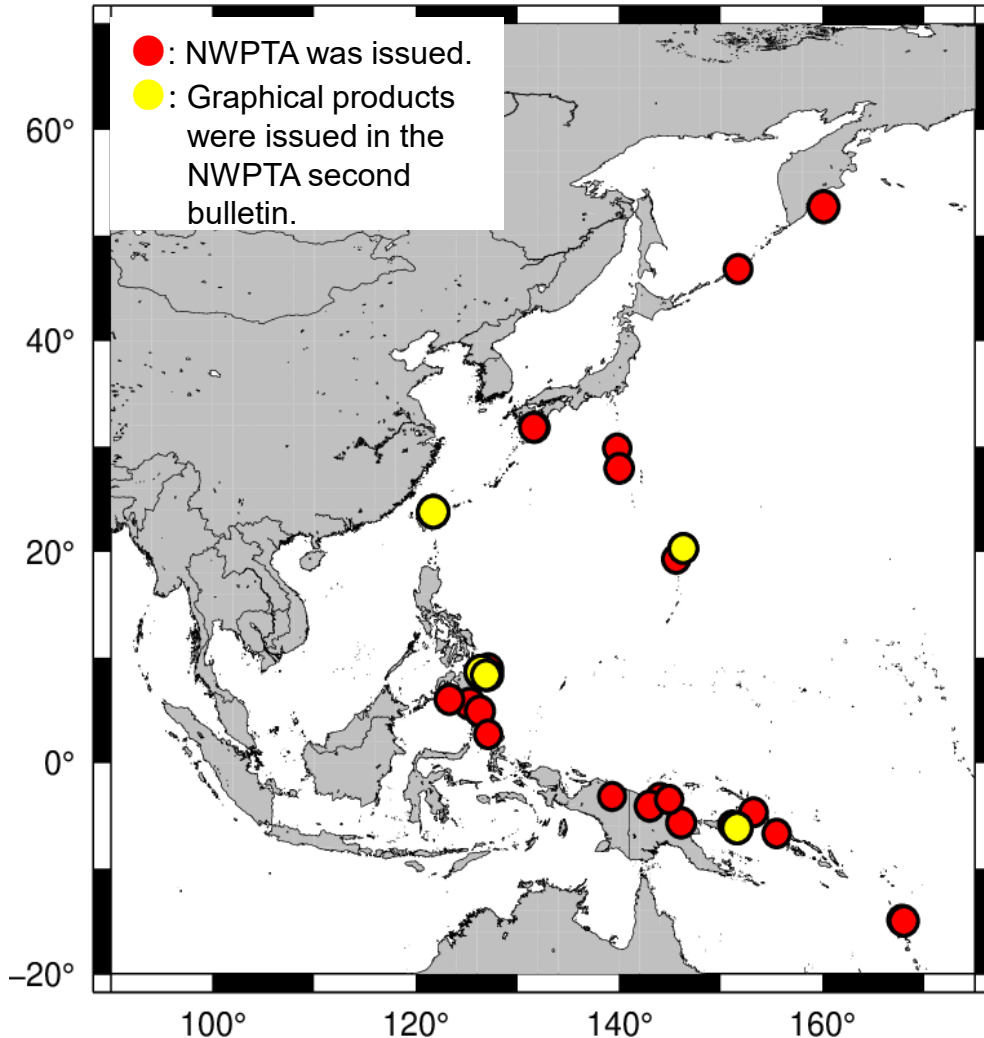 : NWPTA was issued.
: Graphical products
were issued in the
NWPTA second
bulletin.
60°
40°
20°
0°
−20°
100° 120° 140° 160°